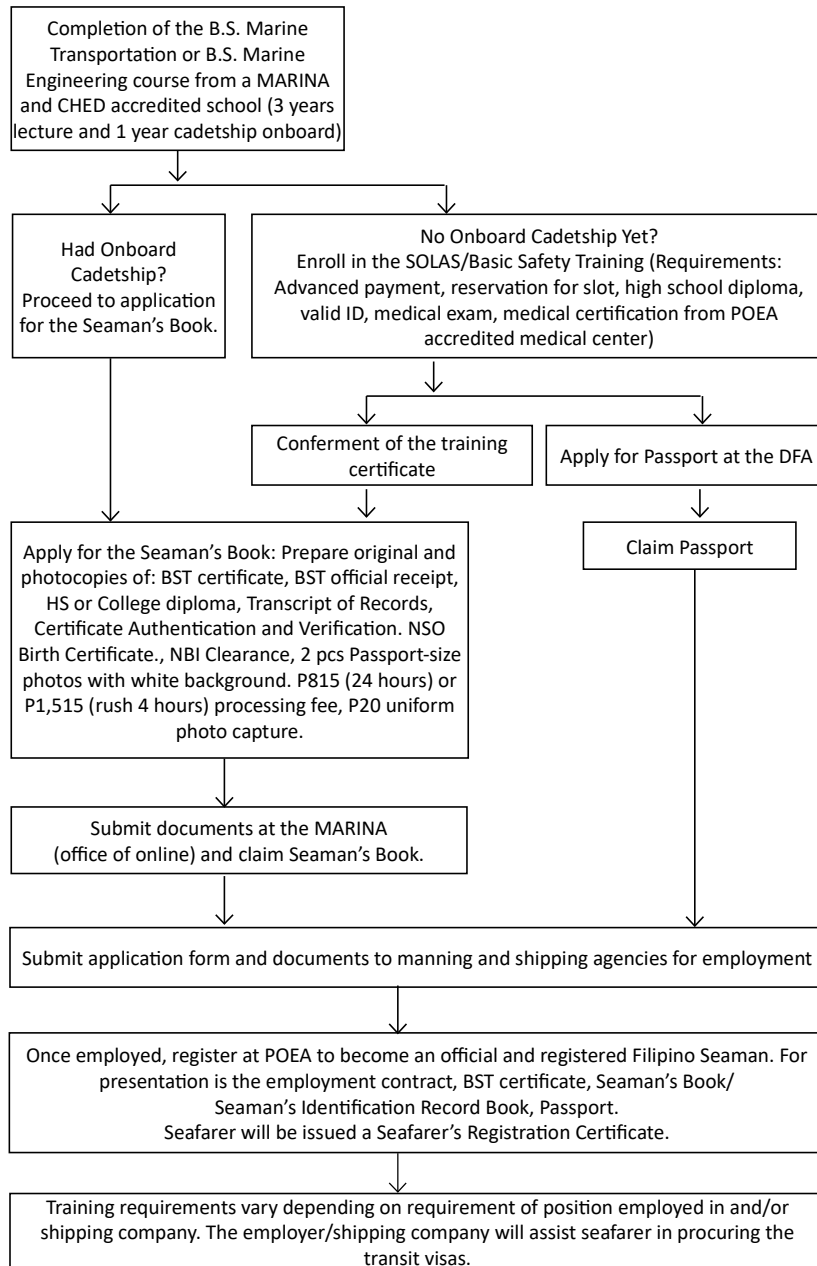 Completion of the B.S. Marine
Transportation or B.S. Marine
Engineering course from a MARINA
and CHED accredited school (3 years
lecture and 1 year cadetship onboard)
Had Onboard
Cadetship?
Proceed to application
for the Seaman's Book.
No Onboard Cadetship Yet?
Enroll in the SOLAS/Basic Safety Training (Requirements:
Advanced payment, reservation for slot, high school diploma,
valid ID, medical exam, medical certification from POEA
accredited medical center)
Conferment of the training
certificate
Apply for Passport at the DFA
Apply for the Seaman's Book: Prepare original and
photocopies of: BST certificate, BST official receipt,
HS or College diploma, Transcript of Records,
Certificate Authentication and Verification. NSO
Birth Certificate., NBI Clearance, 2 pcs Passport-size
photos with white background. P815 (24 hours) or
P1,515 (rush 4 hours) processing fee, P20 uniform
photo capture.
Claim Passport
Submit documents at the MARINA
(office of online) and claim Seaman's Book.
Submit application form and documents to manning and shipping agencies for employment
Once employed, register at POEA to become an official and registered Filipino Seaman. For
presentation is the employment contract, BST certificate, Seaman's Book/
Seaman's Identification Record Book, Passport.
Seafarer will be issued a Seafarer's Registration Certificate.
Training requirements vary depending on requirement of position employed in and/or
shipping company. The employer/shipping company will assist seafarer in procuring the
transit visas.